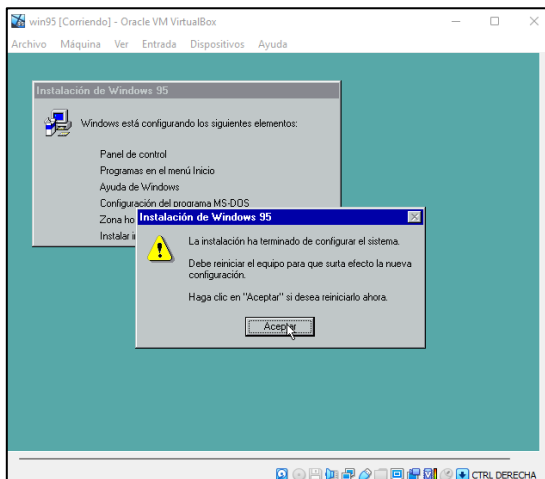 win95 [Corriendo] - Oracle VM VirtualBox
Archivo Máquina Ver Entrada Dispositivos Ayuda
Instalación de Windows 95
Windows está configurando los siguientes elementos:
Panel de control
Programas en el menú Inicio
Ayuda de Windows
Configuración del programa MS-DOS
Zona ho
Instalar i
Instalación de Windows 95
La instalación ha terminado de configurar el sistema.
Debe reiniciar el equipo para que surta efecto la nueva
configuración.
Haga clic en "Aceptar" si desea reiniciarlo ahora.
Aceptar
CTRL DERECHA